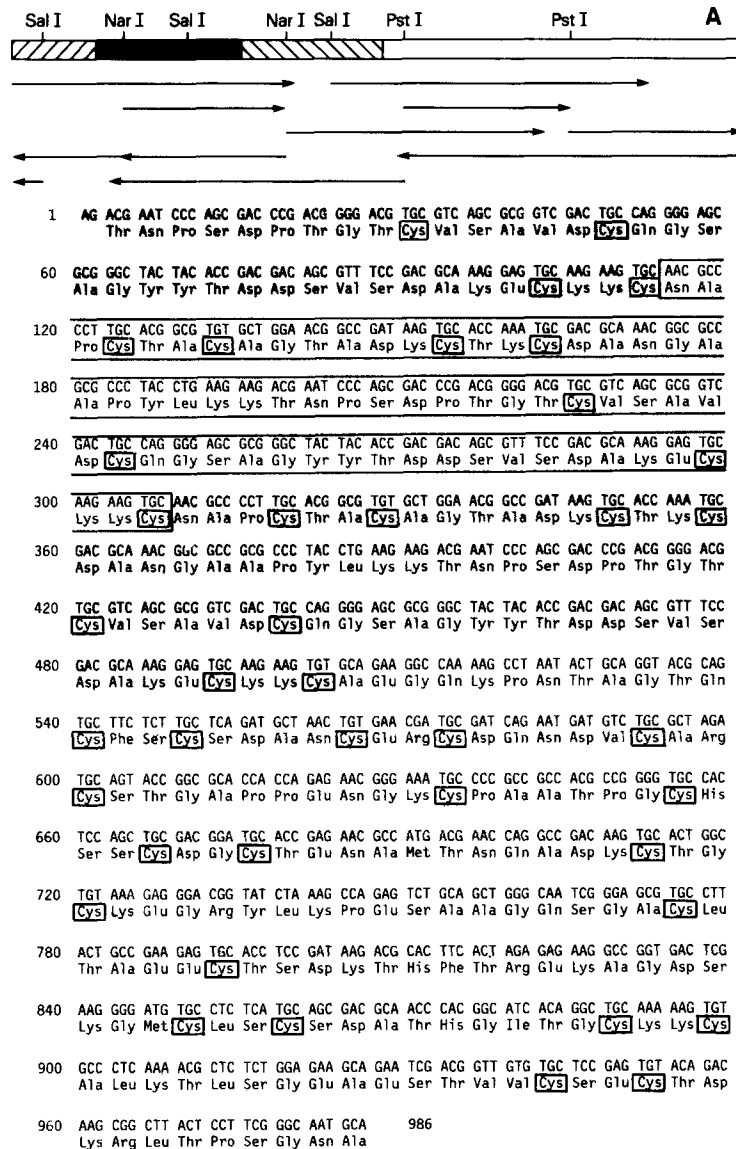 Sal I Nar I Sal I Nar I Sal I Pst I Pst I A
1 AG ACG AAT CCC AGC GAC CCG ACG GGG ACG TGC GTC AGC GCG GTC GAC TGC CAG GGG AGC
Thr Asn Pro Ser Asp Pro Thr Gly Thr Cys Val Ser Ala Val Asp Cys Gln Gly Ser
60 GCG GGC TAC TAC ACC GAC GAC AGC GTT TCC GAC GCA AAG GAG TGC AAG AAG TGC AAC GCC
Ala Gly Tyr Tyr Thr Asp Asp Ser Val Ser Asp Ala Lys Glu Cys Lys Lys Cys Asn Ala
120 CCT TGC ACG GCG TGT GCT GGA ACG GCC GAT AAG TGC ACC AAA TGC GAC GCA AAC GGC GCC
Pro Cys Thr Ala Cys Ala Gly Thr Ala Asp Lys Cys Thr Lys Cys Asp Ala Asn Gly Ala
180 GCG CCC TAC CTG AAG AAG ACG AAT CCC AGC GAC CCG ACG GGG ACG TGC GTC AGC GCG GTC
Ala Pro Tyr Leu Lys Lys Thr Asn Pro Ser Asp Pro Thr Gly Thr Cys Val Ser Ala Val
240 GAC TGC CAG GGG AGC GCG GGC TAC TAC ACC GAC GAC AGC GTT TCC GAC GCA AAG GAG TGC
Asp Cys Gln Gly Ser Ala Gly Tyr Tyr Thr Asp Asp Ser Val Ser Asp Ala Lys Glu Cys
300 AAG AAG TGC AAC GCC CCT TGC ACG GCG TGT GCT GGA ACG GCC GAT AAG TGC ACC AAA TGC
Lys Lys Cys Asn Ala Pro Cys Thr Ala Cys Ala Gly Thr Ala Asp Lys Cys Thr Lys Cys
360 GAC GCA AAC GGC GCC GCG CCC TAC CTG AAG AAG ACG AAT CCC AGC GAC CCG ACG GGG ACG
Asp Ala Asn Gly Ala Ala Pro Tyr Leu Lys Lys Thr Asn Pro Ser Asp Pro Thr Gly Thr
420 TGC GTC AGC GCG GTC GAC TGC CAG GGG AGC GCG GGC TAC TAC ACC GAC GAC AGC GTT TCC
Cys Val Ser Ala Val Asp Cys Gln Gly Ser Ala Gly Tyr Tyr Thr Asp Asp Ser Val Ser
480 GAC GCA AAG GAG TGC AAG AAG TGT GCA GAA GGC CAA AAG CCT AAT ACT GCA GGT ACG CAG
Asp Ala Lys Glu Cys Lys Lys Cys Ala Glu Gly Gln Lys Pro Asn Thr Ala Gly Thr Gln
540 TGC TTC TCT TGC TCA GAT GCT AAC TGT GAA CGA TGC GAT CAG AAT GAT GTC TGC GCT AGA
Cys Phe Ser Cys Ser Asp Ala Asn Cys Glu Arg Cys Asp Gln Asn Asp Val Cys Ala Arg
600 TGC AGT ACC GGC GCA CCA CCA GAG AAC GGG AAA TGC CCC GCC GCC ACG CCG GGG TGC CAC
Cys Ser Thr Gly Ala Pro Pro Glu Asn Gly Lys Cys Pro Ala Ala Thr Pro Gly Cys His
660 TCC AGC TGC GAC GGA TGC ACC GAG AAC GCC ATG ACG AAC CAG GCC GAC AAG TGC ACT GGC
Ser Ser Cys Asp Gly Cys Thr Glu Asn Ala Met Thr Asn Gln Ala Asp Lys Cys Thr Gly
720 TGT AAA GAG GGA CGG TAT CTA AAG CCA GAG TCT GCA GCT GGG CAA TCG GGA GCG TGC CTT
Cys Lys Glu Gly Arg Tyr Leu Lys Pro Glu Ser Ala Ala Gly Gln Ser Gly Ala Cys Leu
780 ACT GCC GAA GAG TGC ACC TCC GAT AAG ACG CAC TTC ACT AGA GAG AAG GCC GGT GAC TCG
Thr Ala Glu Glu Cys Thr Ser Asp Lys Thr His Phe Thr Arg Glu Lys Ala Gly Asp Ser
840 AAG GGG ATG TGC CTC TCA TGC AGC GAC GCA ACC CAC GGC ATC ACA GGC TGC AAA AAG TGT
Lys Gly Met Cys Leu Ser Cys Ser Asp Ala Thr His Gly Ile Thr Gly Cys Lys Lys Cys
900 GCC CTC AAA ACG CTC TCT GGA GAA GCA GAA TCG ACG GTT GTG TGC TCC GAG TGT ACA GAC
Ala Leu Lys Thr Leu Ser Gly Glu Ala Glu Ser Thr Val Val Cys Ser Glu Cys Thr Asp
960 AAG CGG CTT ACT CCT TCG GGC AAT GCA 986
Lys Arg Leu Thr Pro Ser Gly Asn Ala